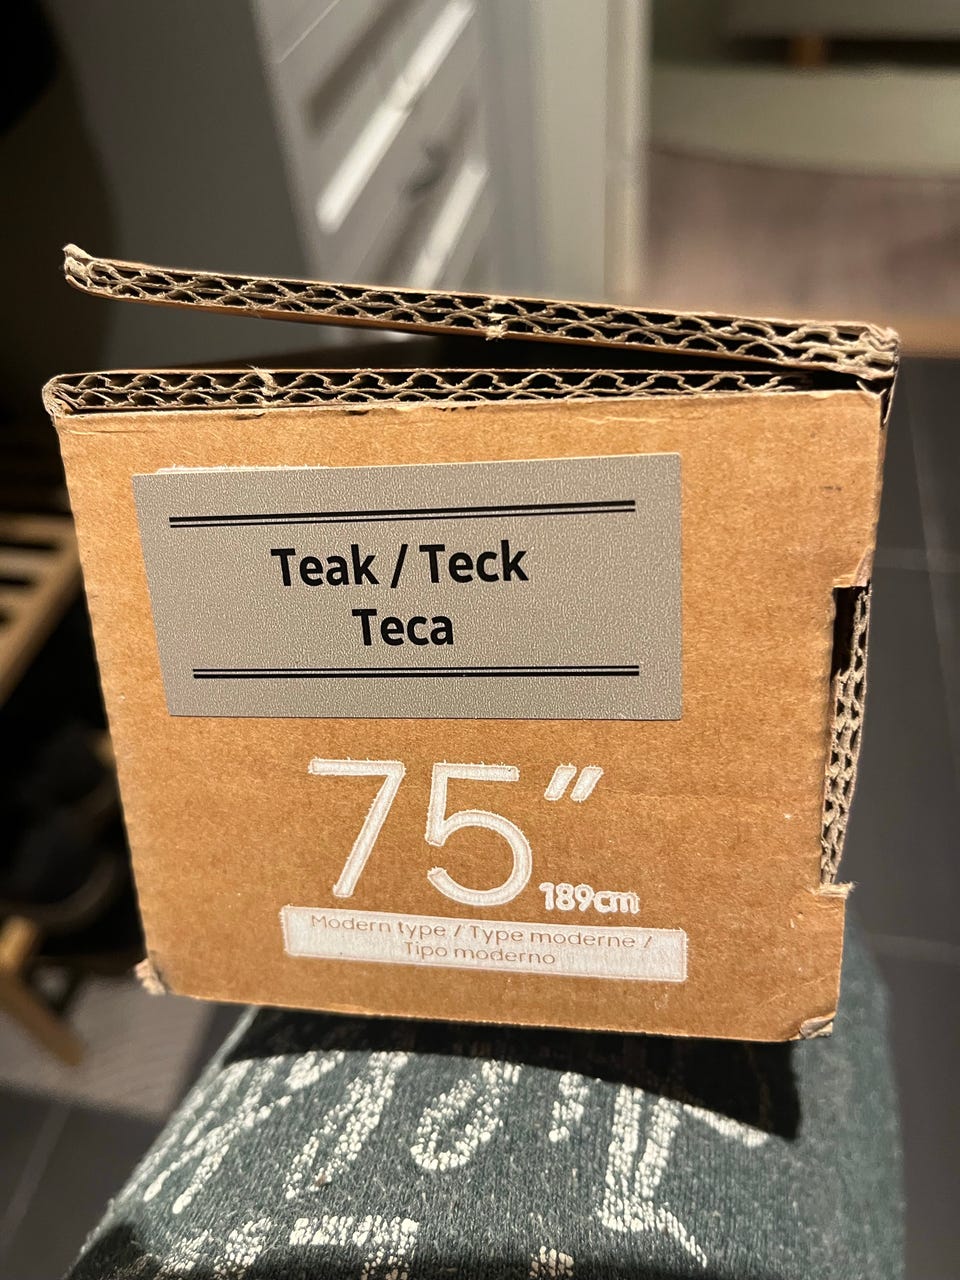 Teak / Teck
Teca
75″
189cm
Modern type / Type moderne /
Tipo moderno